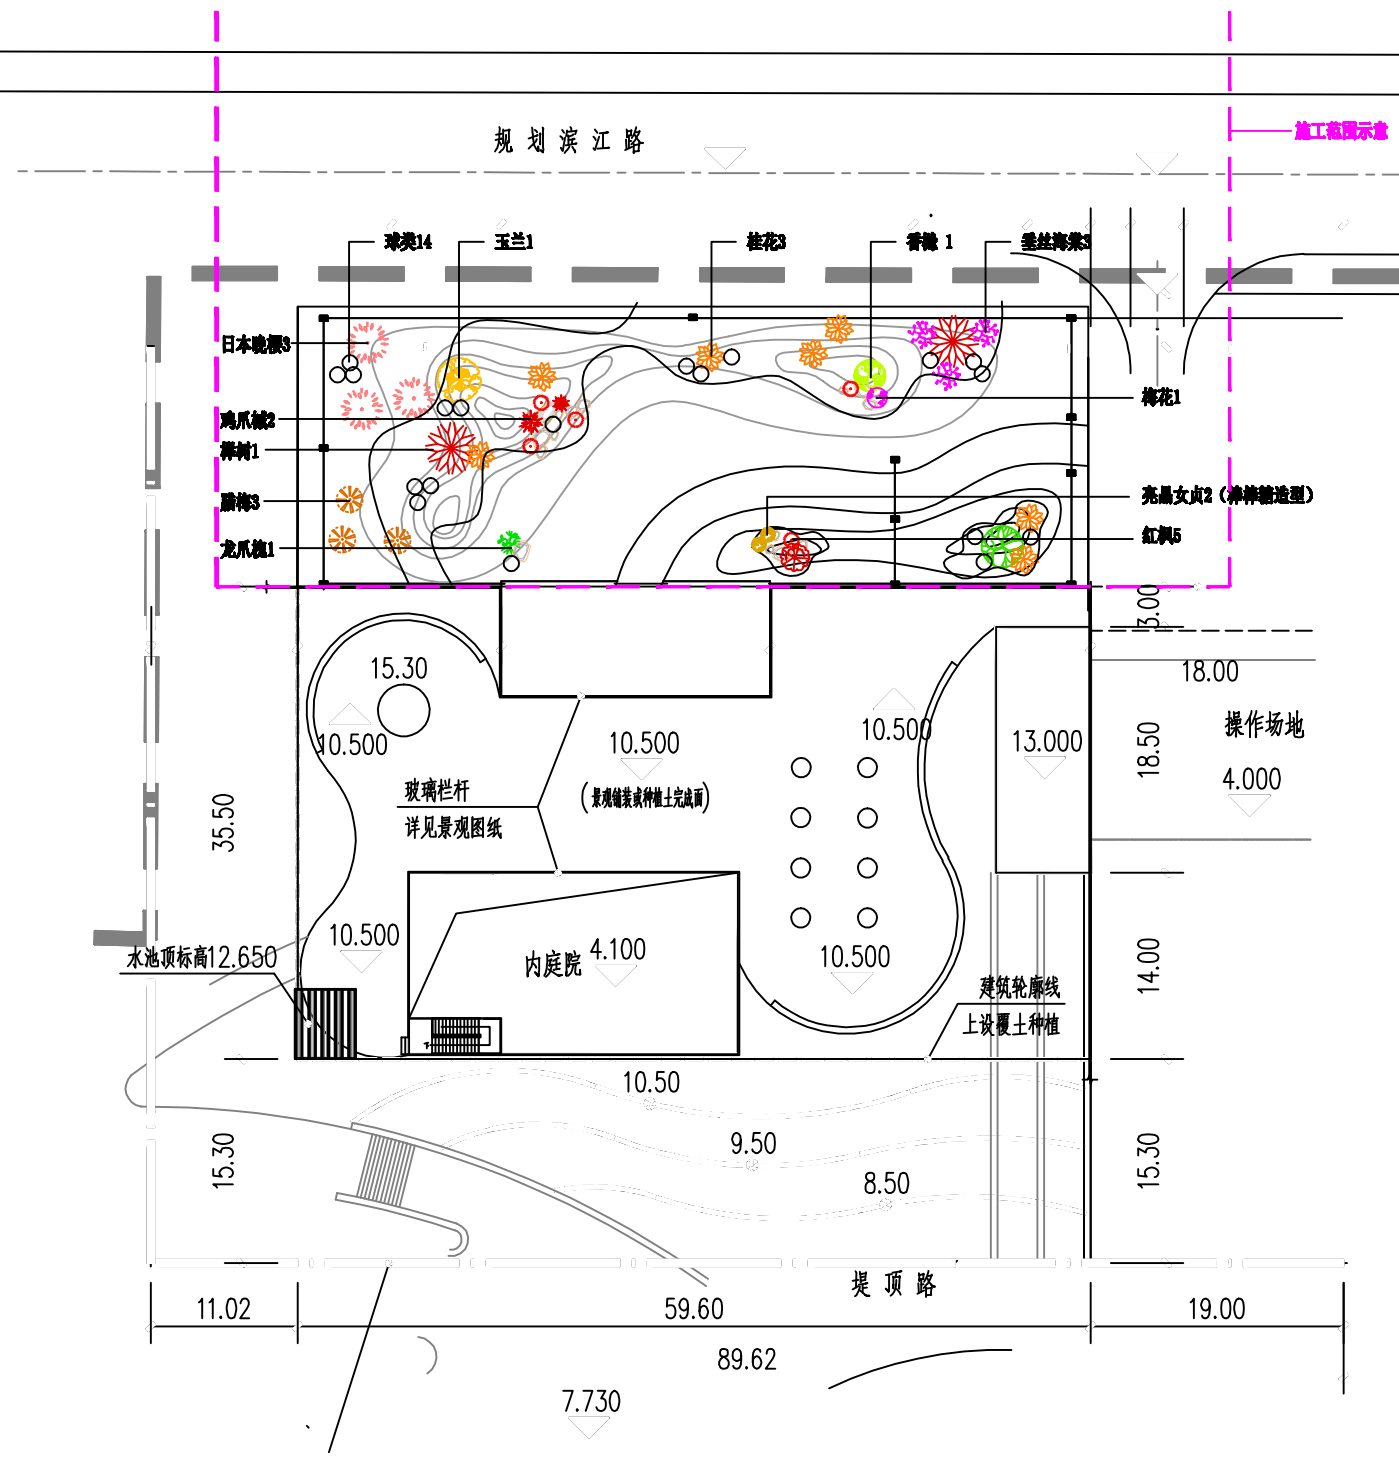 规划滨江路
施工范围示意
球类14
玉兰1
桂花3
香橼 1
垂丝海棠3
日本晚樱3
梅花1
鸡爪槭2
榉树1
亮晶女贞2（棒棒糖造型）
腊梅3
红枫5
龙爪槐1
3.00
15.30
18.00
10.500
10.500
10.500
13.000
操作场地
18.50
4.000
玻璃栏杆
(景观铺装或种植土完成面)
35.50
详见景观图纸
10.500
水池顶标高12.650
内庭院
4.100
10.500
14.00
建筑轮廓线
上设覆土种植
10.50
15.30
9.50
15.30
8.50
堤顶路
11.02
59.60
19.00
89.62
7.730